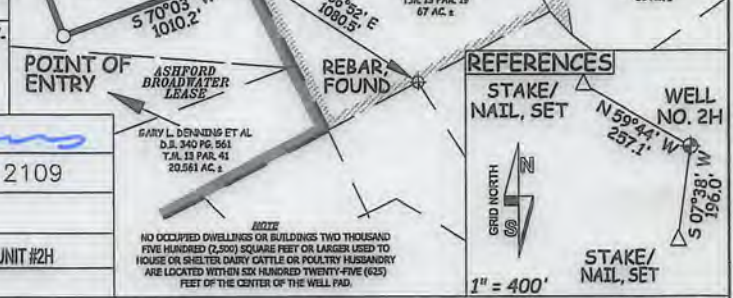 S 70°03'
1010.2'
1080.5'
67 AC. ±
POINT OF
ENTRY
ASHFORD
BROADWATER
LEASE
REBAR,
FOUND
GARY L. DENNING ET AL
D.B. 340 PG. 561
T.M. 13 PAR. 41
20.561 AC. ±
2109
UNIT #2H
NOTE
NO OCCUPIED DWELLINGS OR BUILDINGS TWO THOUSAND
FIVE HUNDRED (2,500) SQUARE FEET OR LARGER USED TO
HOUSE OR SHELTER DAIRY CATTLE OR POULTRY HUSBANDRY
ARE LOCATED WITHIN SIX HUNDRED TWENTY-FIVE (625)
FEET OF THE CENTER OF THE WELL PAD.
REFERENCES
STAKE/
NAIL, SET
WELL
NO. 2H
N 59°44' W
257.1'
GRID NORTH
N
S
S 07°38' W
196.0'
STAKE/
NAIL, SET
1" = 400'